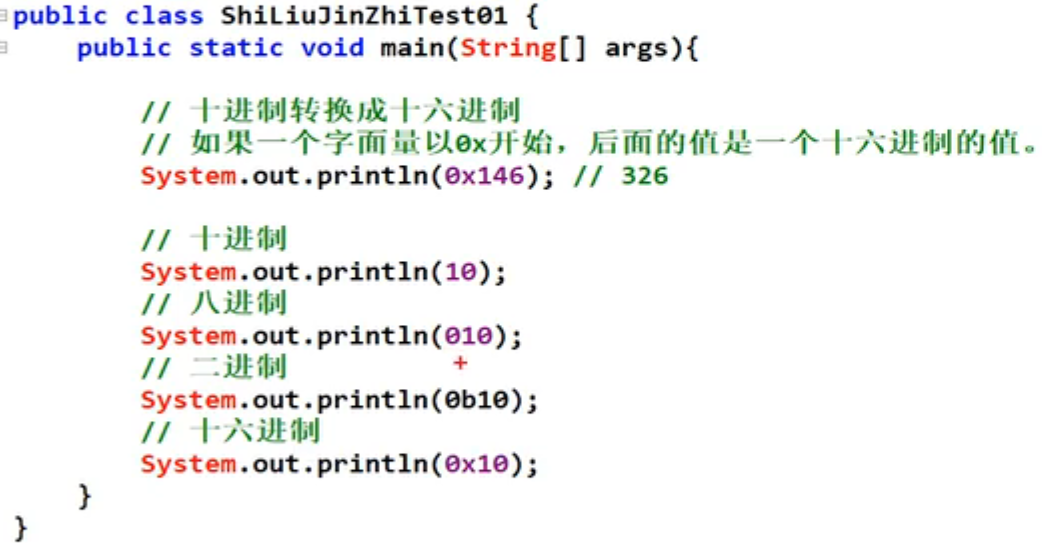 public class ShiLiuJinZhiTest01 {
public static void main(String[] args){
// 十进制转换成十六进制
// 如果一个字面量以0x开始，后面的值是一个十六进制的值。
System.out.println(0x146); // 326
// 十进制
System.out.println(10);
// 八进制
System.out.println(010);
// 二进制
System.out.println(0b10);
// 十六进制
System.out.println(0x10);
}
}